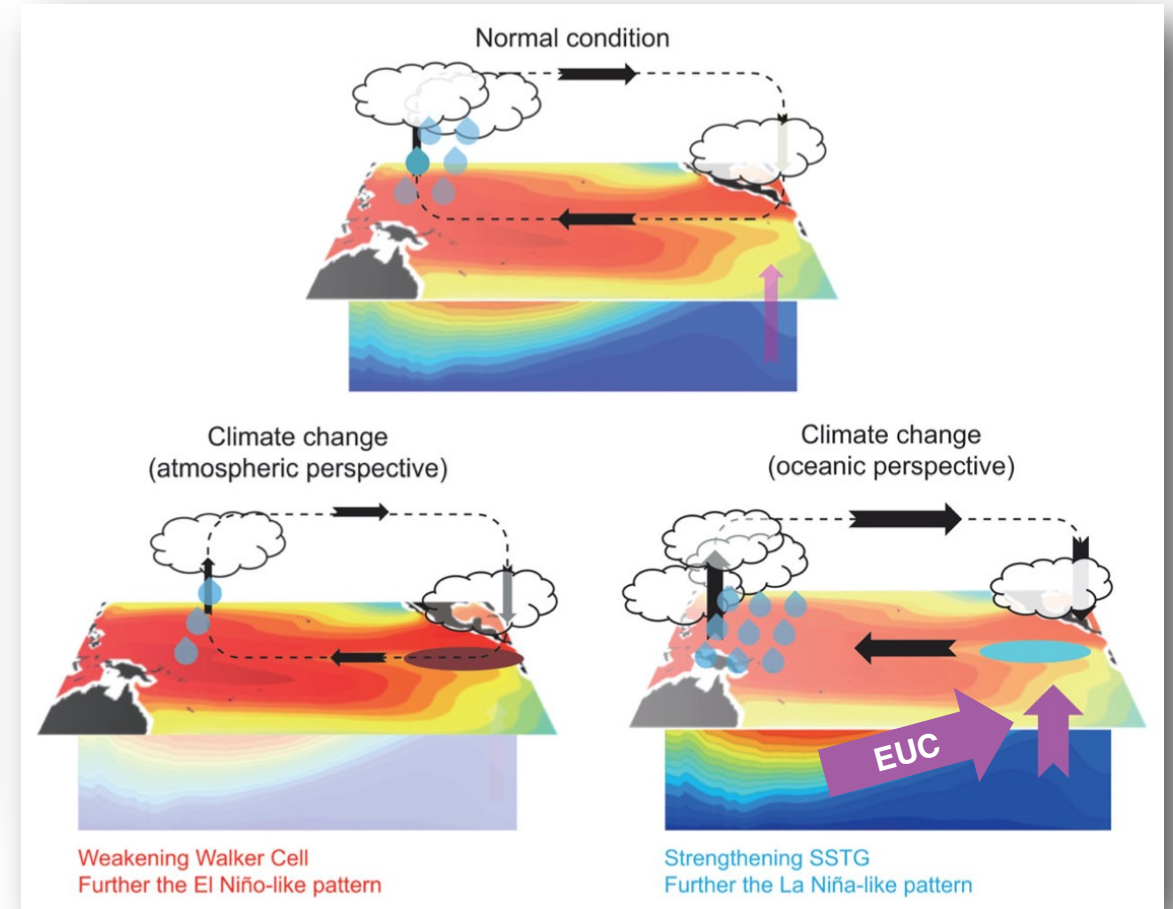 Normal condition
Climate change
(atmospheric perspective)
Climate change
(oceanic perspective)
EUC
Weakening Walker Cell
Further the El Niño-like pattern
Strengthening SSTG
Further the La Niña-like pattern